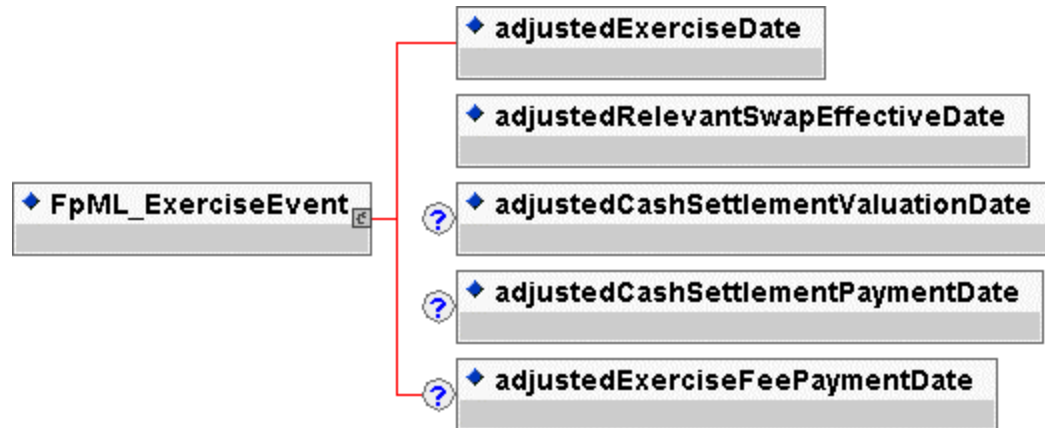 adjustedExerciseDate
adjustedRelevantSwapEffectiveDate
FpML_ExerciseEvent
? adjustedCashSettlementValuationDate
? adjustedCashSettlementPaymentDate
? adjustedExerciseFeePaymentDate